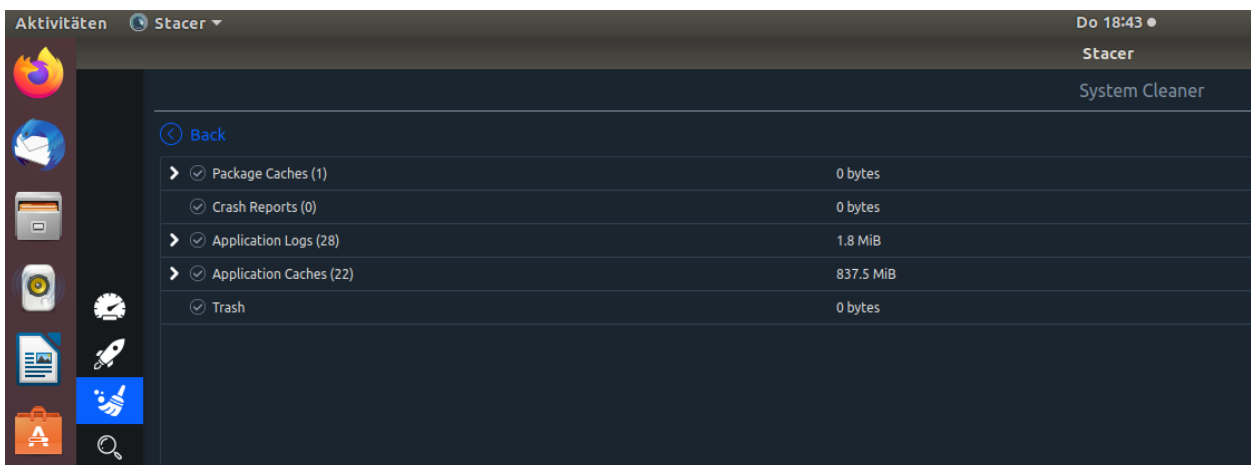 Aktivitäten Stacer Do 18:43
Stacer
System Cleaner
Back
Package Caches (1) 0 bytes
Crash Reports (0) 0 bytes
Application Logs (28) 1.8 MiB
Application Caches (22) 837.5 MiB
Trash 0 bytes